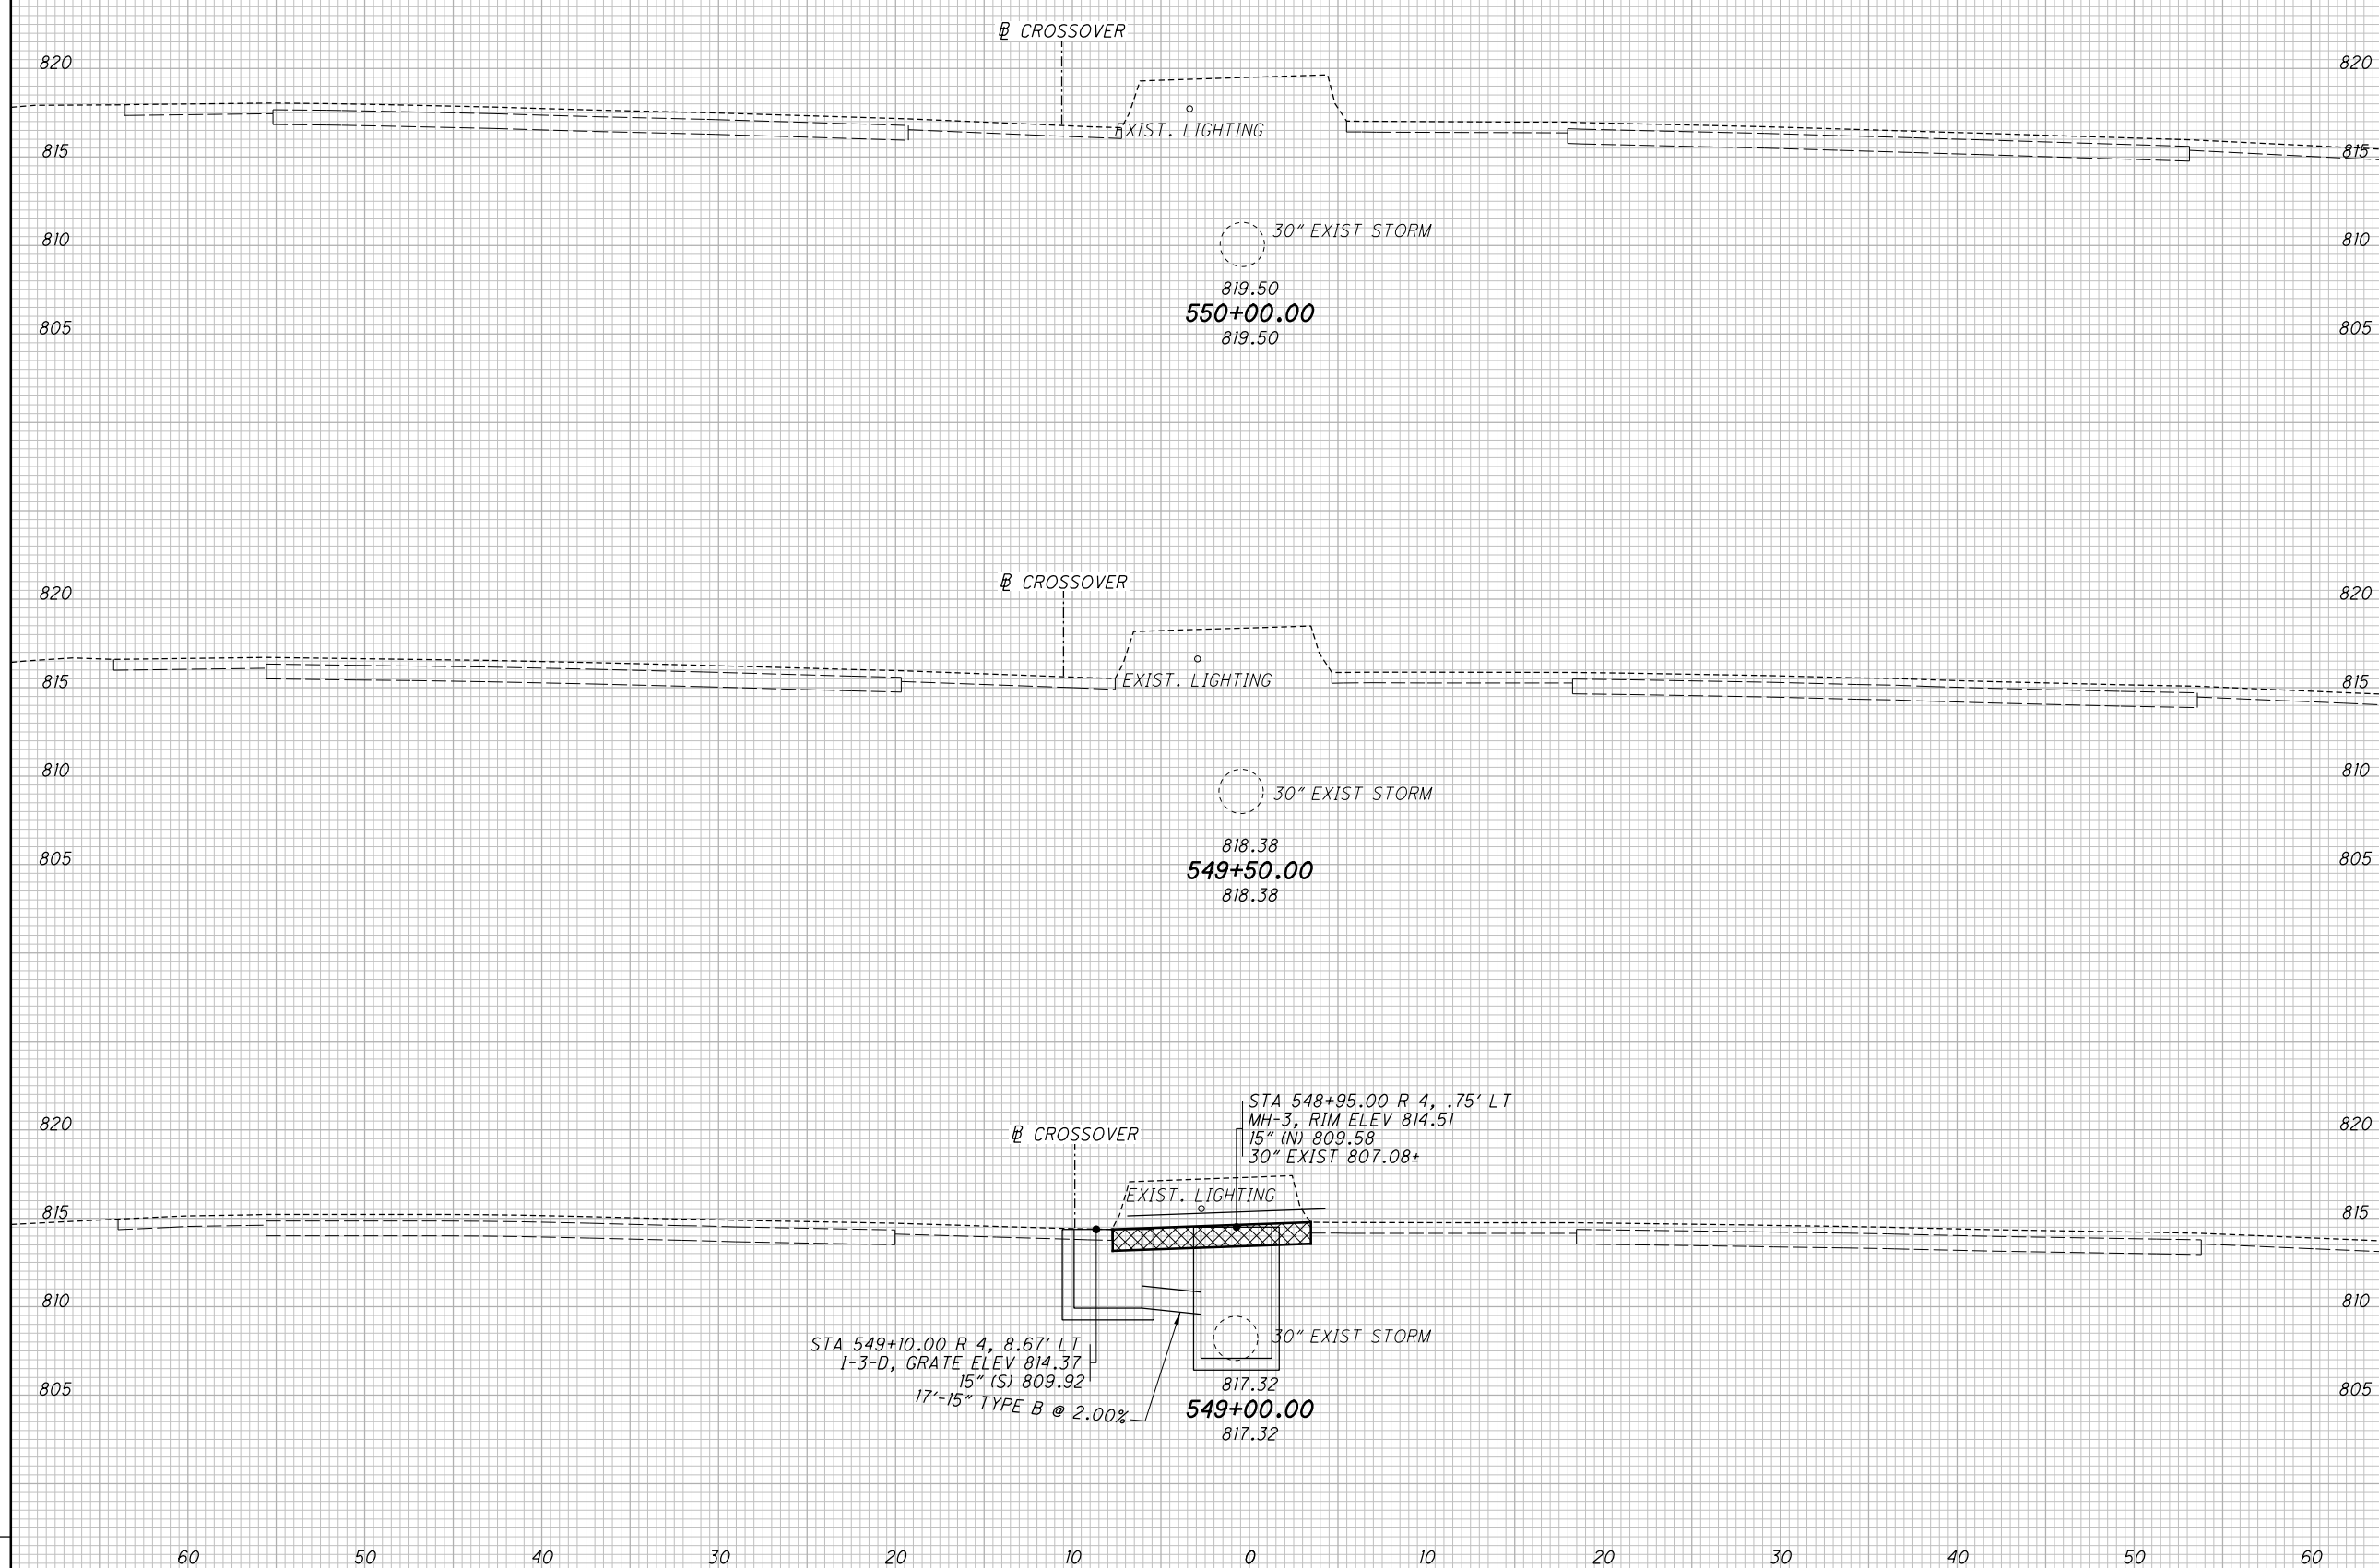 ℄ CROSSOVER
820 820
EXIST. LIGHTING
815 815
30" EXIST STORM
810 810
819.50
550+00.00
805 805
819.50
℄ CROSSOVER
820 820
EXIST. LIGHTING
815 815
810 810
30" EXIST STORM
818.38
805 805
549+50.00
818.38
STA 548+95.00 R 4, .75' LT
MH-3, RIM ELEV 814.51
15" (N) 809.58
30" EXIST 807.08±
820 820
℄ CROSSOVER
EXIST. LIGHTING
815 815
810 810
30" EXIST STORM
STA 549+10.00 R 4, 8.67' LT
I-3-D, GRATE ELEV 814.37
15" (S) 809.92
17'-15" TYPE B @ 2.00%
817.32
805 805
549+00.00
817.32
60 50 40 30 20 10 0 10 20 30 40 50 60